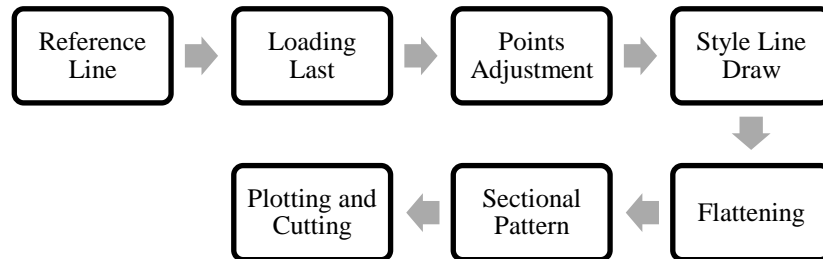 Reference
Line
Loading
Last
Points
Adjustment
Style Line
Draw
Flattening
Sectional
Pattern
Plotting and
Cutting